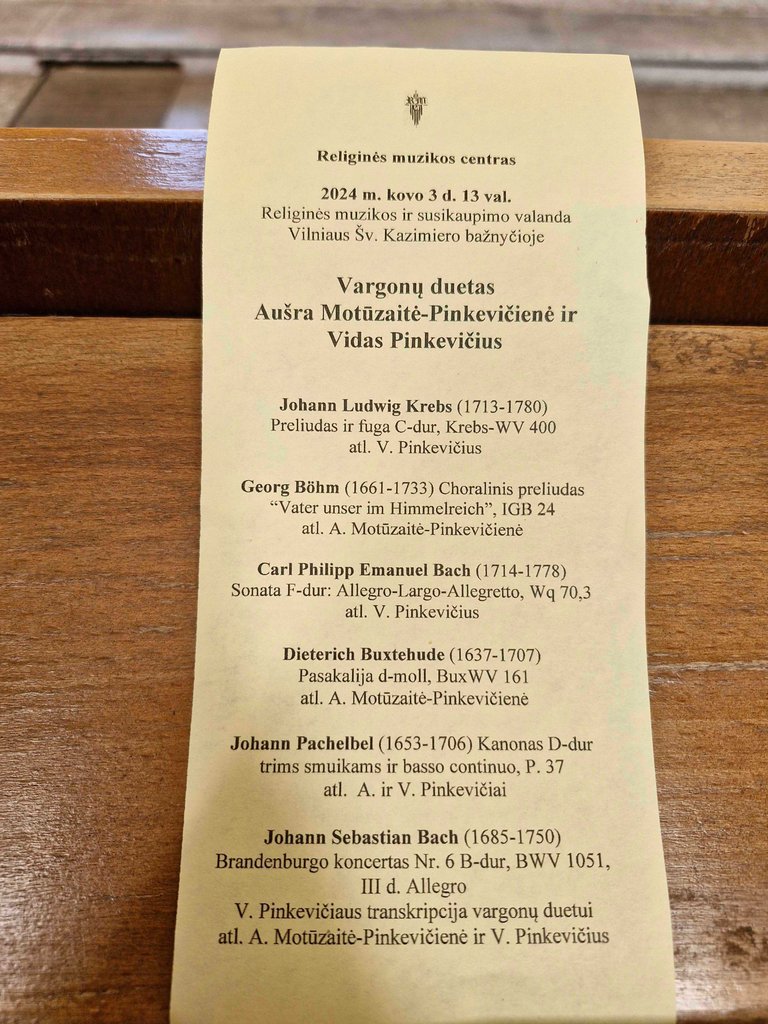 Religinės muzikos centras
2024 m. kovo 3 d. 13 val.
Religinės muzikos ir susikaupimo valanda
Vilniaus Šv. Kazimiero bažnyčioje
Vargonų duetas
Aušra Motūzaitė-Pinkevičienė ir
Vidas Pinkevičius
Johann Ludwig Krebs (1713-1780)
Preliudas ir fuga C-dur, Krebs-WV 400
atl. V. Pinkevičius
Georg Böhm (1661-1733) Choralinis preliudas
“Vater unser im Himmelreich”, IGB 24
atl. A. Motūzaitė-Pinkevičienė
Carl Philipp Emanuel Bach (1714-1778)
Sonata F-dur: Allegro-Largo-Allegretto, Wq 70,3
atl. V. Pinkevičius
Dieterich Buxtehude (1637-1707)
Pasakalija d-moll, BuxWV 161
atl. A. Motūzaitė-Pinkevičienė
Johann Pachelbel (1653-1706) Kanonas D-dur
trims smuikams ir basso continuo, P. 37
atl. A. ir V. Pinkevičiai
Johann Sebastian Bach (1685-1750)
Brandenburgo koncertas Nr. 6 B-dur, BWV 1051,
III d. Allegro
V. Pinkevičiaus transkripcija vargonų duetui
atl. A. Motūzaitė-Pinkevičienė ir V. Pinkevičius